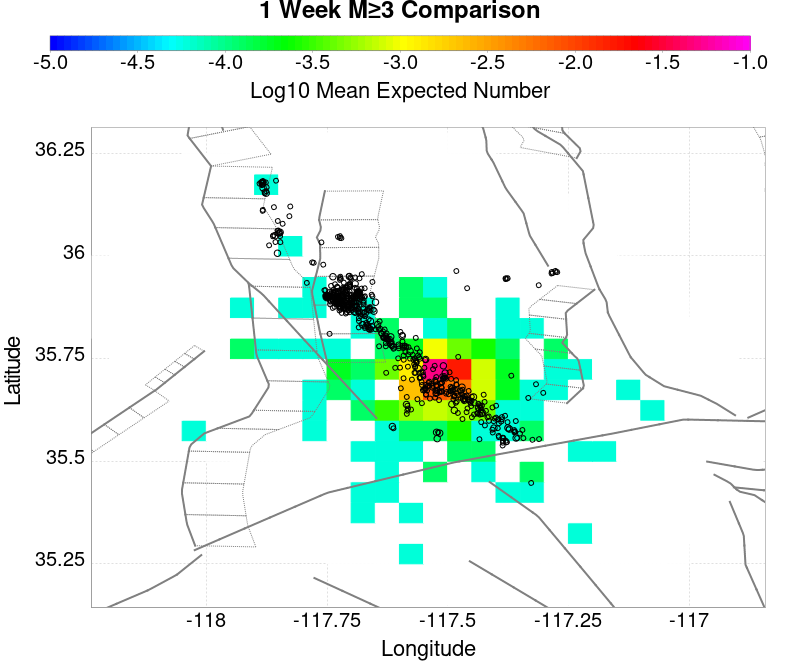 1 Week M≥3 Comparison
-5.0 -4.5 -4.0 -3.5 -3.0 -2.5 -2.0 -1.5 -1.0
Log10 Mean Expected Number
36.25
36
35.75
35.5
35.25
Latitude
-118 -117.75 -117.5 -117.25 -117
Longitude